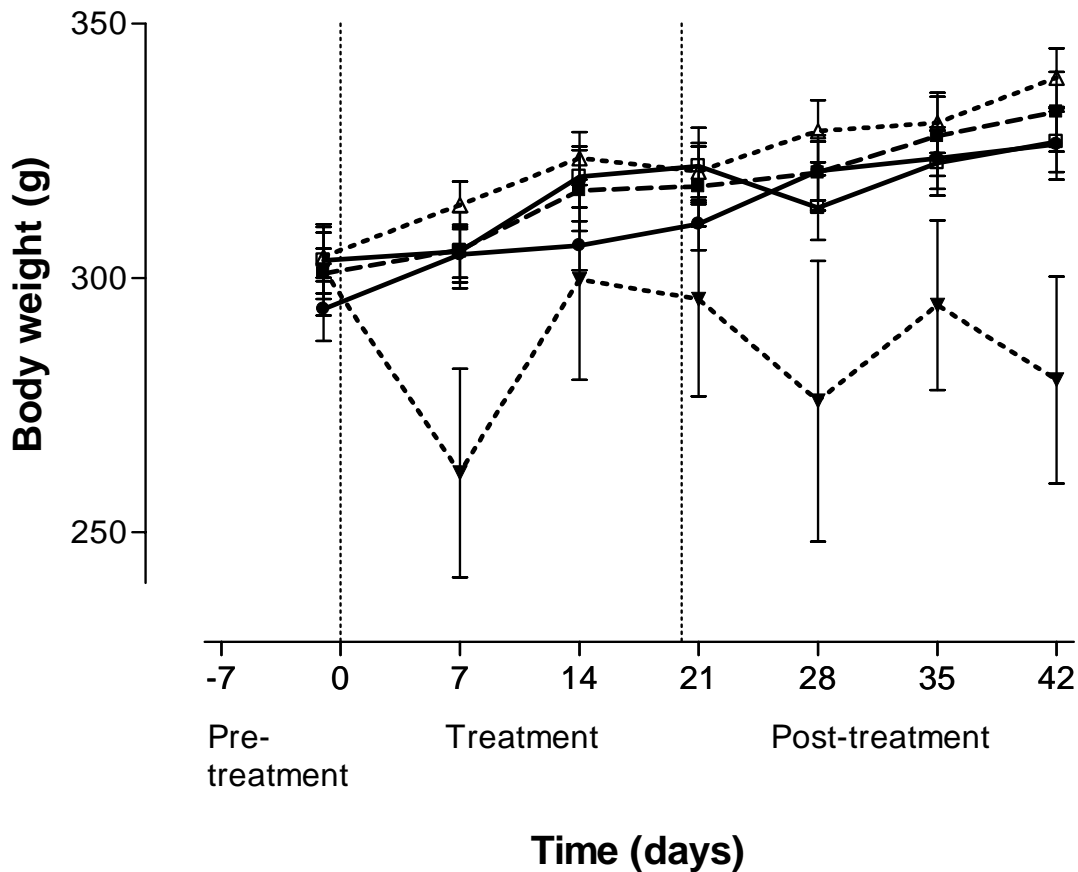 350
300
250
Body weight (g)
-7 0 7 14 21 28 35 42
Pre-
treatment
Treatment
Post-treatment
Time (days)